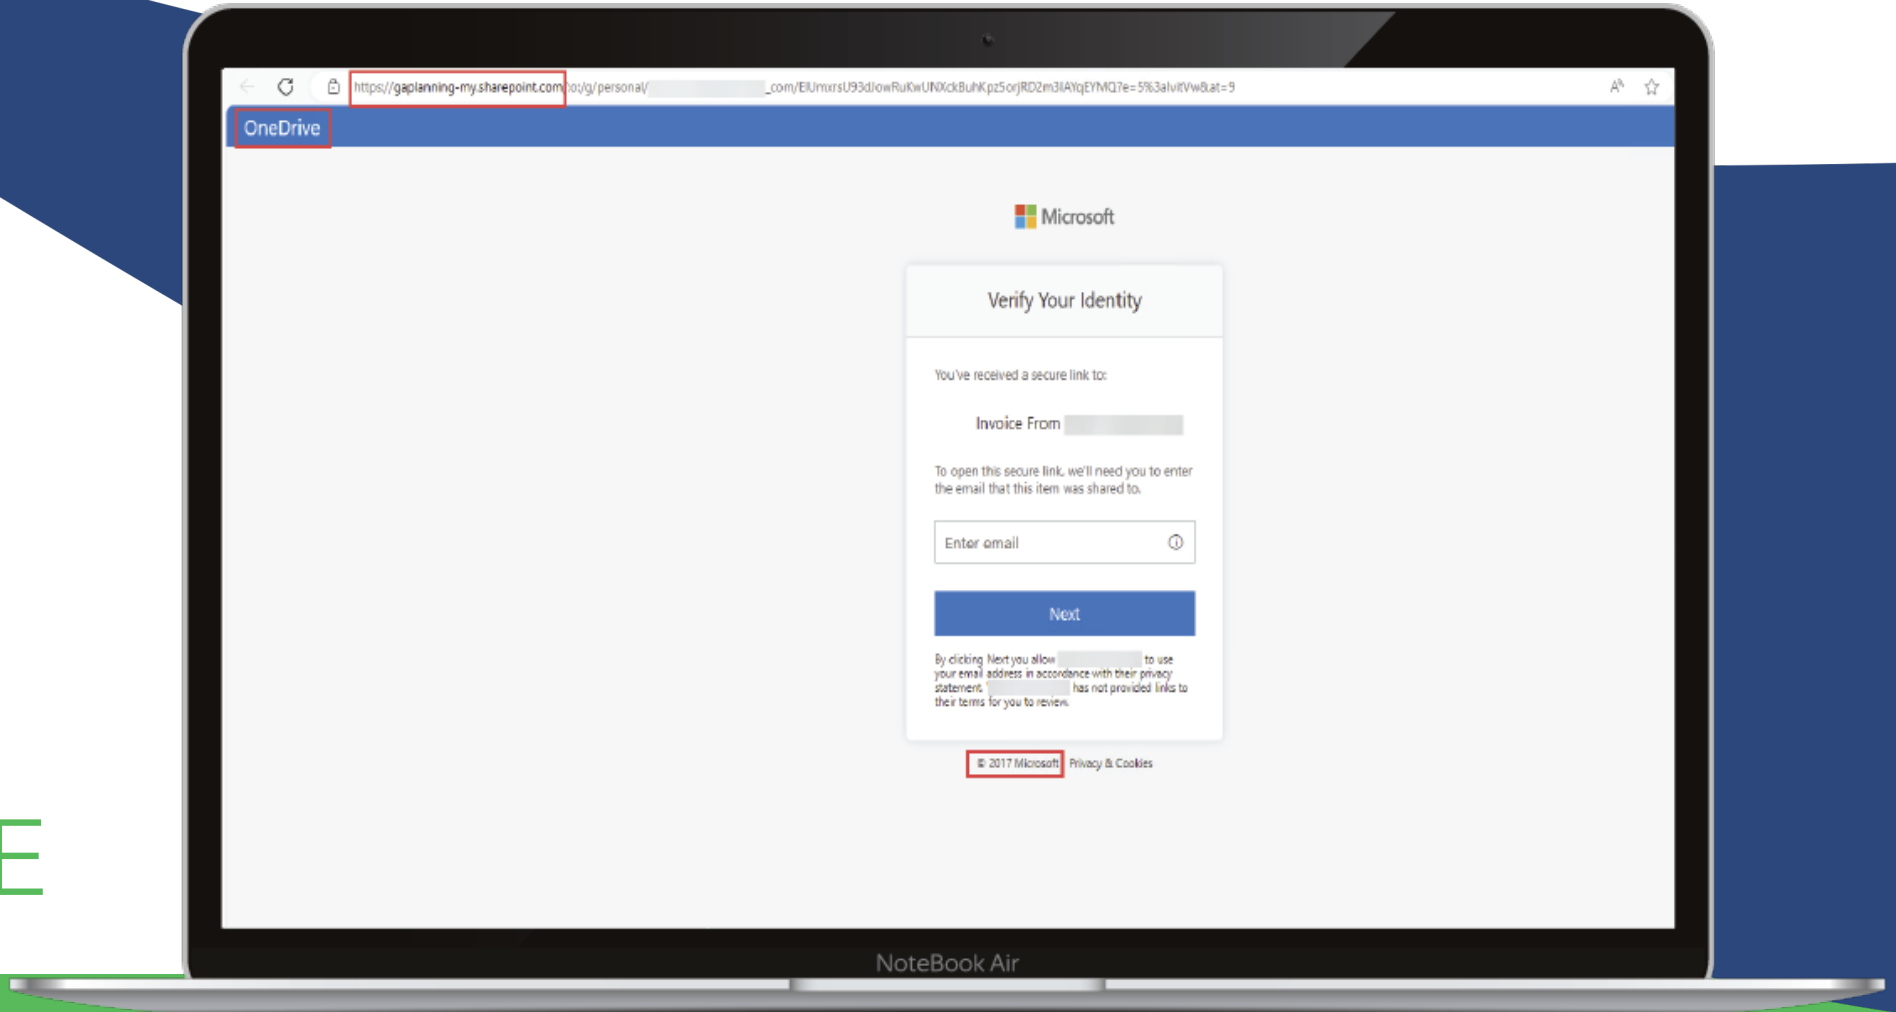 https://gaplanning-my.sharepoint.com/:o:/g/personal/ _com/
OneDrive
Microsoft
Verify Your Identity
You've received a secure link to:
Invoice From
To open this secure link, we'll need you to enter
the email that this item was shared to.
Enter email
Next
By clicking Next you allow to use
your email address in accordance with their privacy
statement. has not provided links to
their terms for you to review.
© 2017 Microsoft Privacy & Cookies
E
NoteBook Air